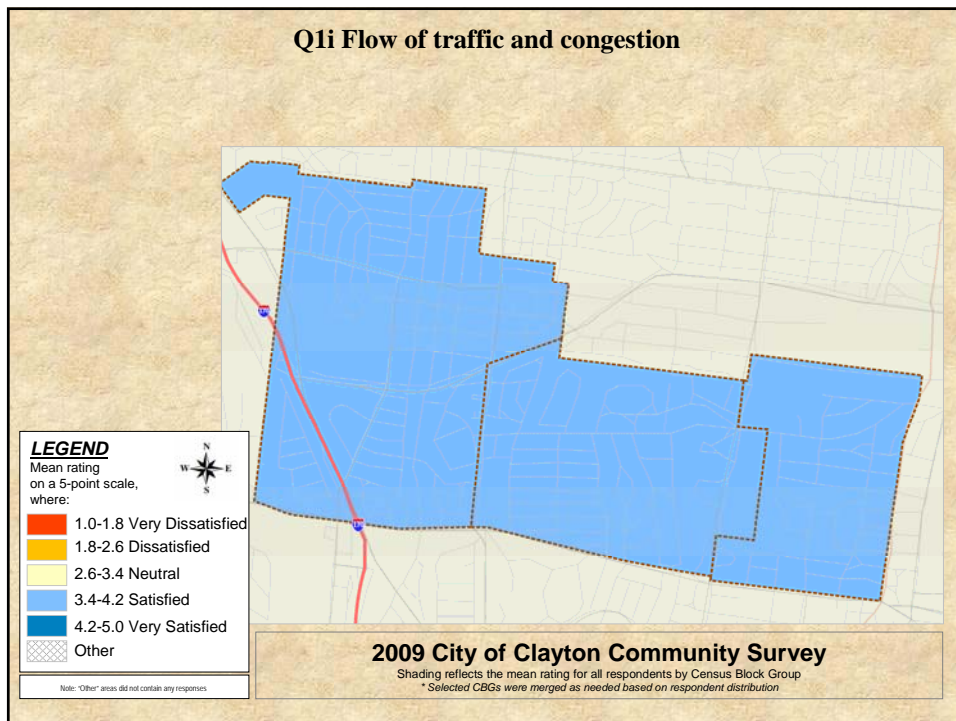 Q1i Flow of traffic and congestion
LEGEND
Mean rating
on a 5-point scale,
where:
N
W E
S
1.0-1.8 Very Dissatisfied
1.8-2.6 Dissatisfied
2.6-3.4 Neutral
3.4-4.2 Satisfied
4.2-5.0 Very Satisfied
Other
Note: "Other" areas did not contain any responses
170
170
2009 City of Clayton Community Survey
Shading reflects the mean rating for all respondents by Census Block Group
* Selected CBGs were merged as needed based on respondent distribution